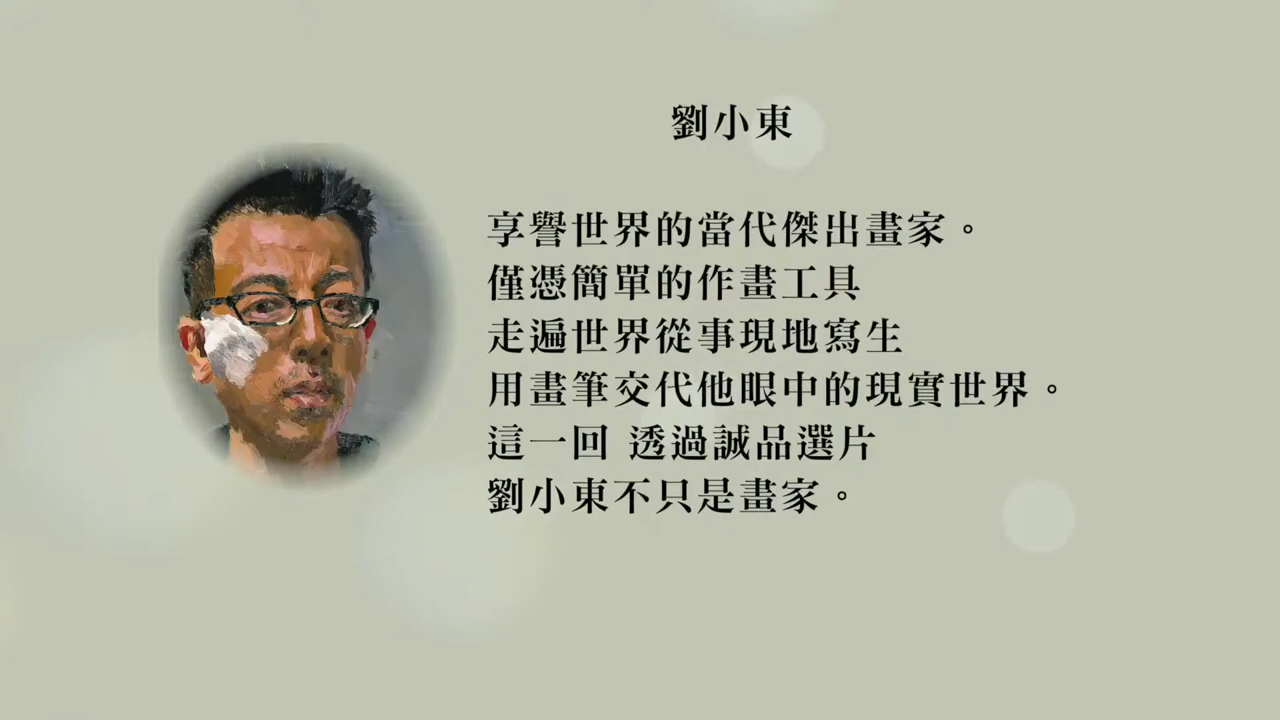 劉小東
享譽世界的當代傑出畫家。
僅憑簡單的作畫工具
走遍世界從事現地寫生
用畫筆交代他眼中的現實世界。
這一回 透過誠品選片
劉小東不只是畫家。